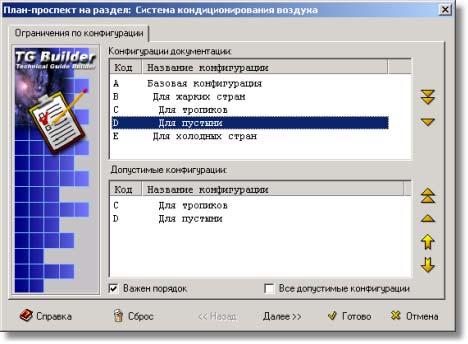 План-проспект на раздел: Система кондиционирования воздуха
Ограничения по конфигурации
TG Builder
Technical Guide Builder
Конфигурации документации:
Код Название конфигурации
A Базовая конфигурация
B Для жарких стран
C Для тропиков
D Для пустыни
E Для холодных стран
Допустимые конфигурации:
Код Название конфигурации
C Для тропиков
D Для пустыни
Важен порядок Все допустимые конфигурации
Справка Сброс << Назад Далее >> Готово Отмена